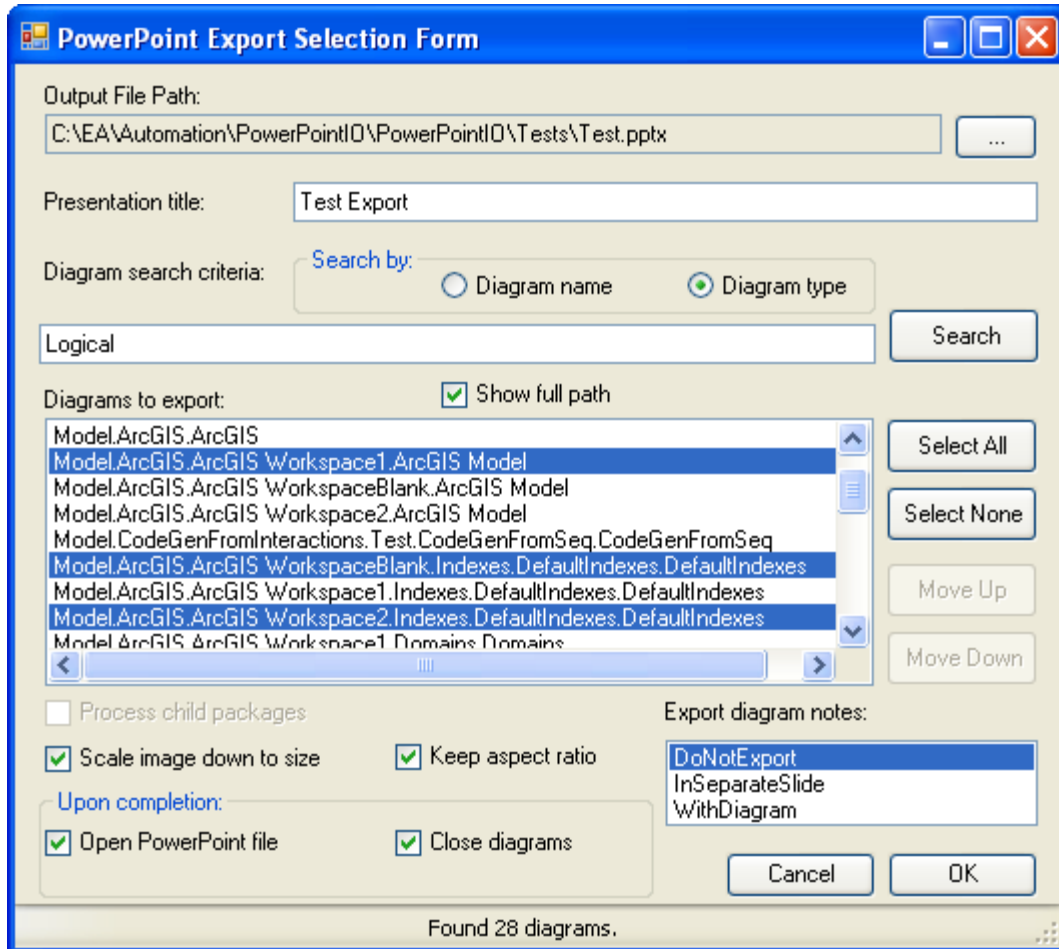 PowerPoint Export Selection Form
Output File Path:
C:\EA\Automation\PowerPointIO\PowerPointIO\Tests\Test.pptx
...
Presentation title:
Test Export
Diagram search criteria:
Search by:
Diagram name
Diagram type
Logical
Search
Diagrams to export:
Show full path
Model.ArcGIS.ArcGIS
Model.ArcGIS.ArcGIS Workspace1.ArcGIS Model
Model.ArcGIS.ArcGIS WorkspaceBlank.ArcGIS Model
Model.ArcGIS.ArcGIS Workspace2.ArcGIS Model
Model.CodeGenFromInteractions.Test.CodeGenFromSeq.CodeGenFromSeq
Model.ArcGIS.ArcGIS WorkspaceBlank.Indexes.DefaultIndexes.DefaultIndexes
Model.ArcGIS.ArcGIS Workspace1.Indexes.DefaultIndexes.DefaultIndexes
Model.ArcGIS.ArcGIS Workspace2.Indexes.DefaultIndexes.DefaultIndexes
Model.ArcGIS.ArcGIS Workspace1.Domains.Domains
Select All
Select None
Move Up
Move Down
Process child packages
Scale image down to size
Keep aspect ratio
Export diagram notes:
DoNotExport
InSeparateSlide
WithDiagram
Upon completion:
Open PowerPoint file
Close diagrams
Cancel
OK
Found 28 diagrams.